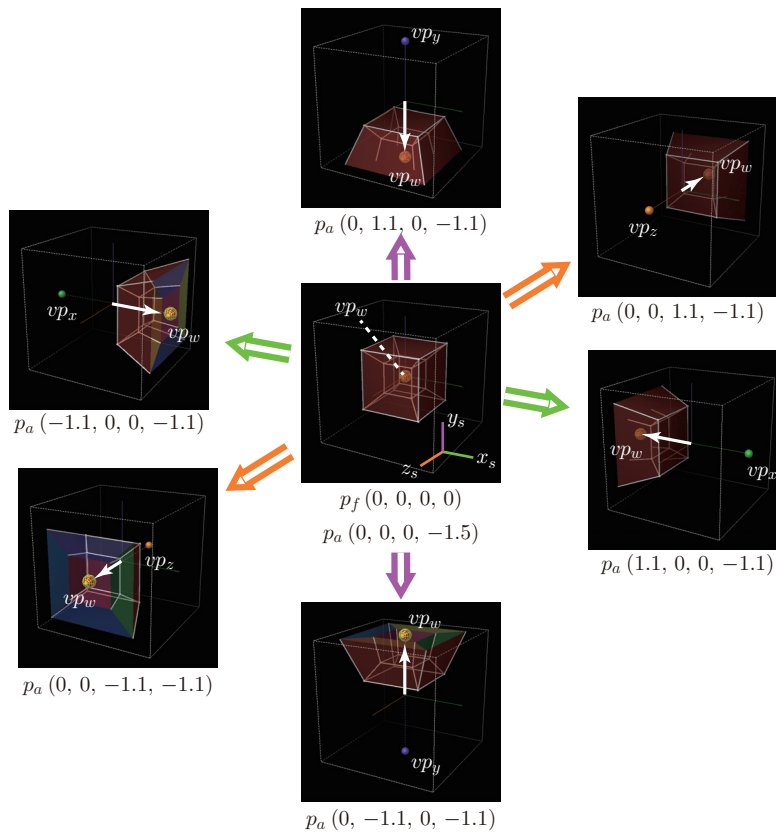 vp_y
vp_w
p_a (0, 1.1, 0, −1.1)
vp_w
vp_z
p_a (0, 0, 1.1, −1.1)
vp_x
vp_w
p_a (−1.1, 0, 0, −1.1)
vp_w
y_s
z_s
x_s
p_f (0, 0, 0, 0)
p_a (0, 0, 0, −1.5)
vp_w
vp_x
p_a (1.1, 0, 0, −1.1)
vp_z
vp_w
p_a (0, 0, −1.1, −1.1)
vp_w
vp_y
p_a (0, −1.1, 0, −1.1)